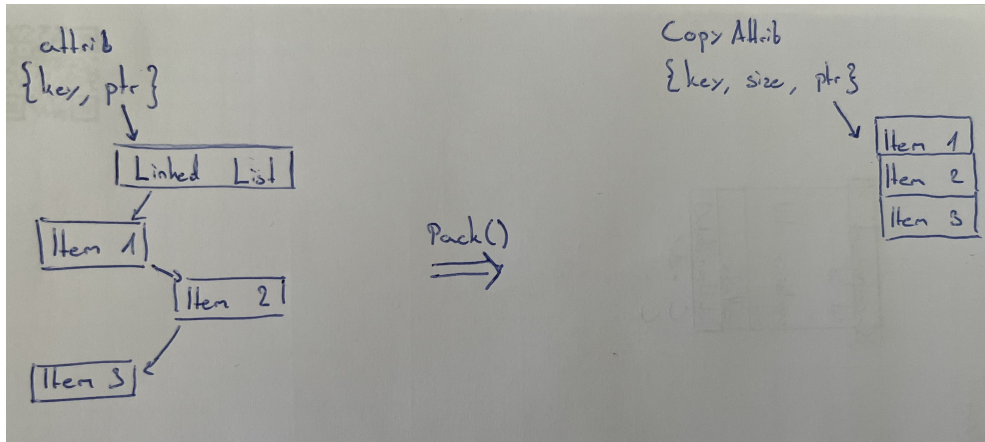 attrib
{key, ptr}
Linked List
Item 1
Item 2
Item 3
Pack()
Copy Attrib
{key, size, ptr}
Item 1
Item 2
Item 3